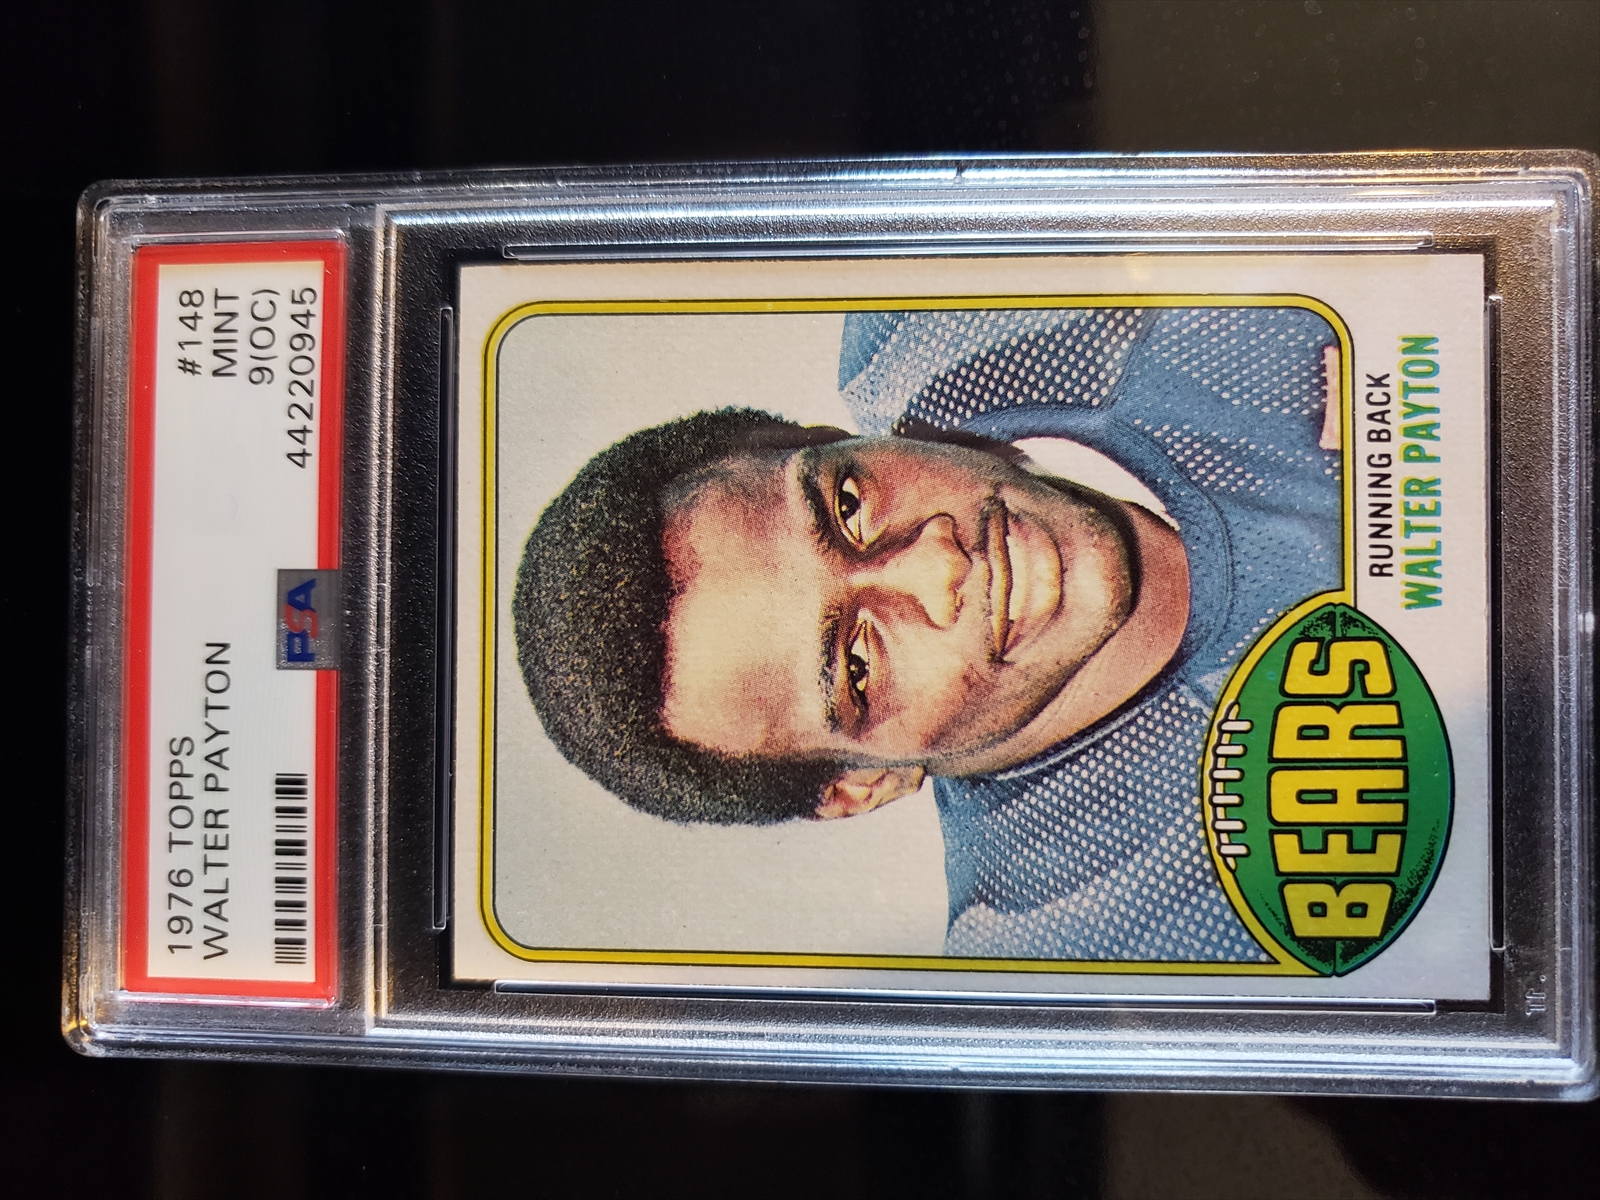 1976 TOPPS #148
WALTER PAYTON MINT
9(OC)
PSA 44220945
RUNNING BACK
WALTER PAYTON
BEARS